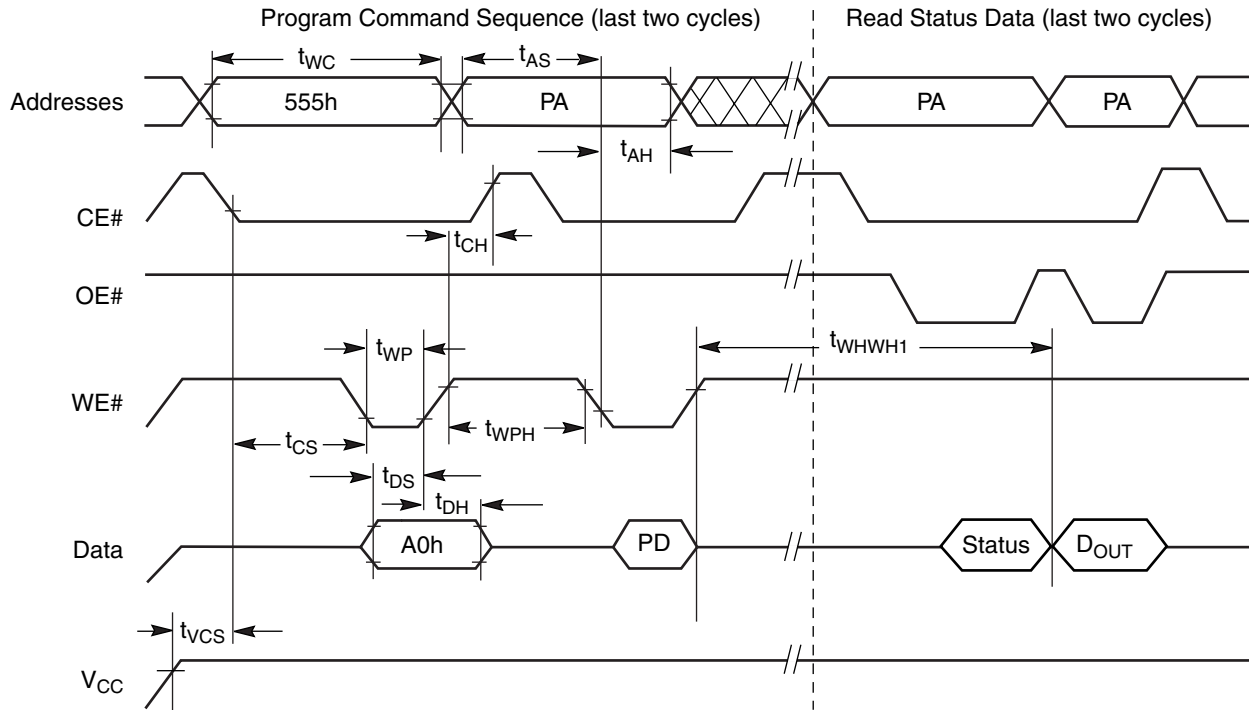 Program Command Sequence (last two cycles)
Read Status Data (last two cycles)
tWC
tAS
Addresses
555h
PA
PA
PA
tAH
CE#
tCH
OE#
tWP
tWHWH1
WE#
tCS
tWPH
tDS
tDH
Data
A0h
PD
Status
DOUT
tVCS
VCC